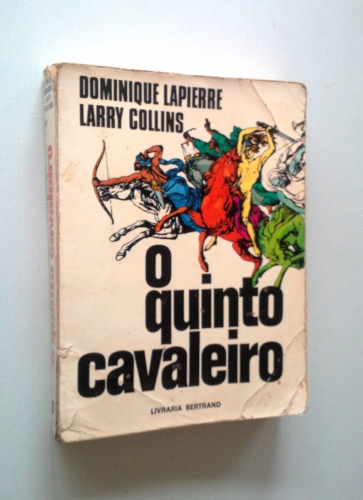 DOMINIQUE LAPIERRE
LARRY COLLINS
O
quinto
cavaleiro
LIVRARIA BERTRAND